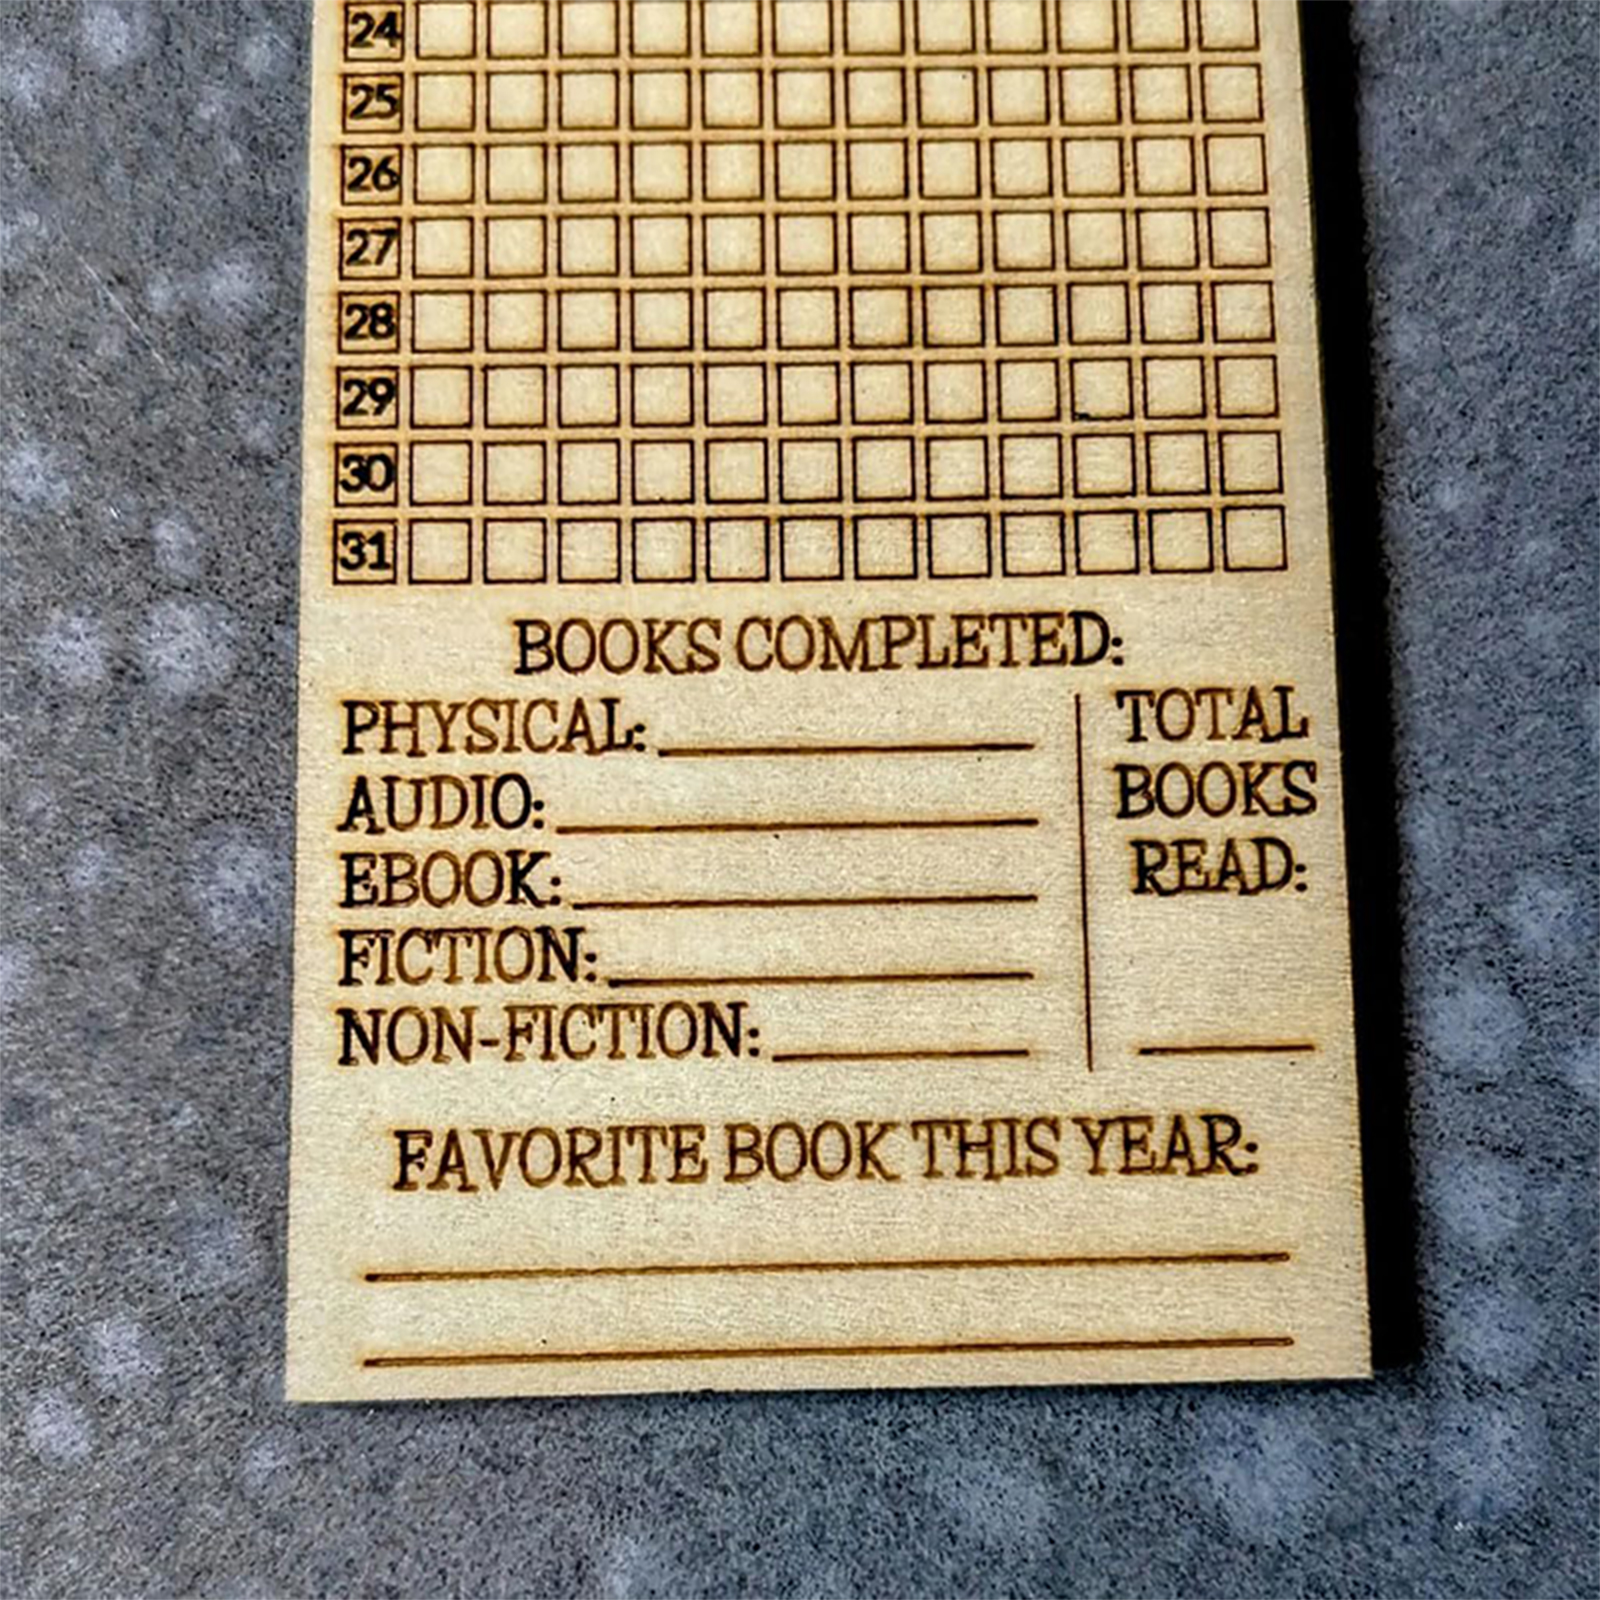 24
25
26
27
28
29
30
31
BOOKS COMPLETED:
PHYSICAL:
AUDIO:
EBOOK:
FICTION:
NON-FICTION:
TOTAL
BOOKS
READ:
FAVORITE BOOK THIS YEAR: